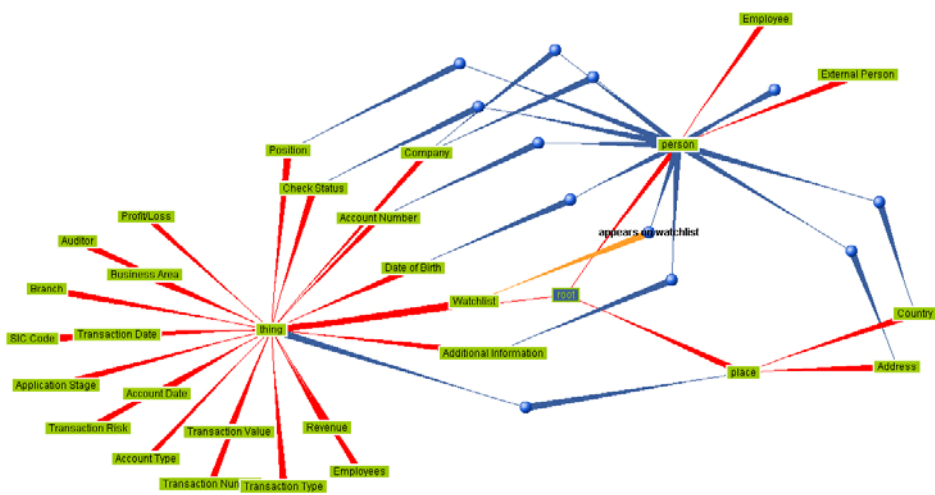 Employee
External Person
Position
Company
person
Check Status
Profit/Loss
Account Number
appears on watchlist
Auditor
Business Area
Date of Birth
Branch
Watchlist
root
Country
SIC Code
Transaction Date
thing
Additional Information
Address
place
Application Stage
Account Date
Transaction Risk
Transaction Value
Revenue
Account Type
Employees
Transaction Num
Transaction Type